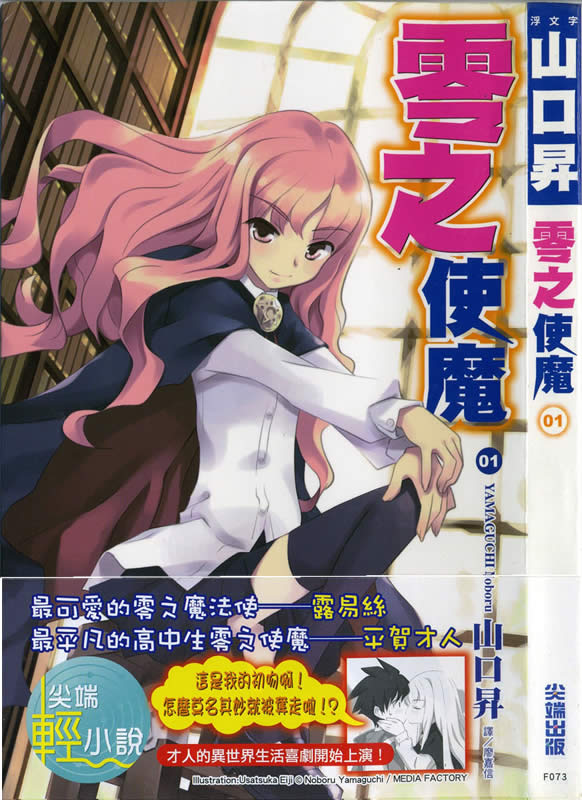 零之使魔
01
YAMAGUCHI Noboru
山口昇
譯／廖嘉信
最可愛的零之魔法使——露易絲
最平凡的高中生零之使魔——平賀才人
這是我的初吻啊！
怎麼莫名其妙就被奪走啦！？
才人的異世界生活喜劇開始上演！
尖端
輕小說
Illustration:Usatsuka Eiji © Noboru Yamaguchi / MEDIA FACTORY
浮文字
山口昇
零之使魔
01
尖端出版
F073